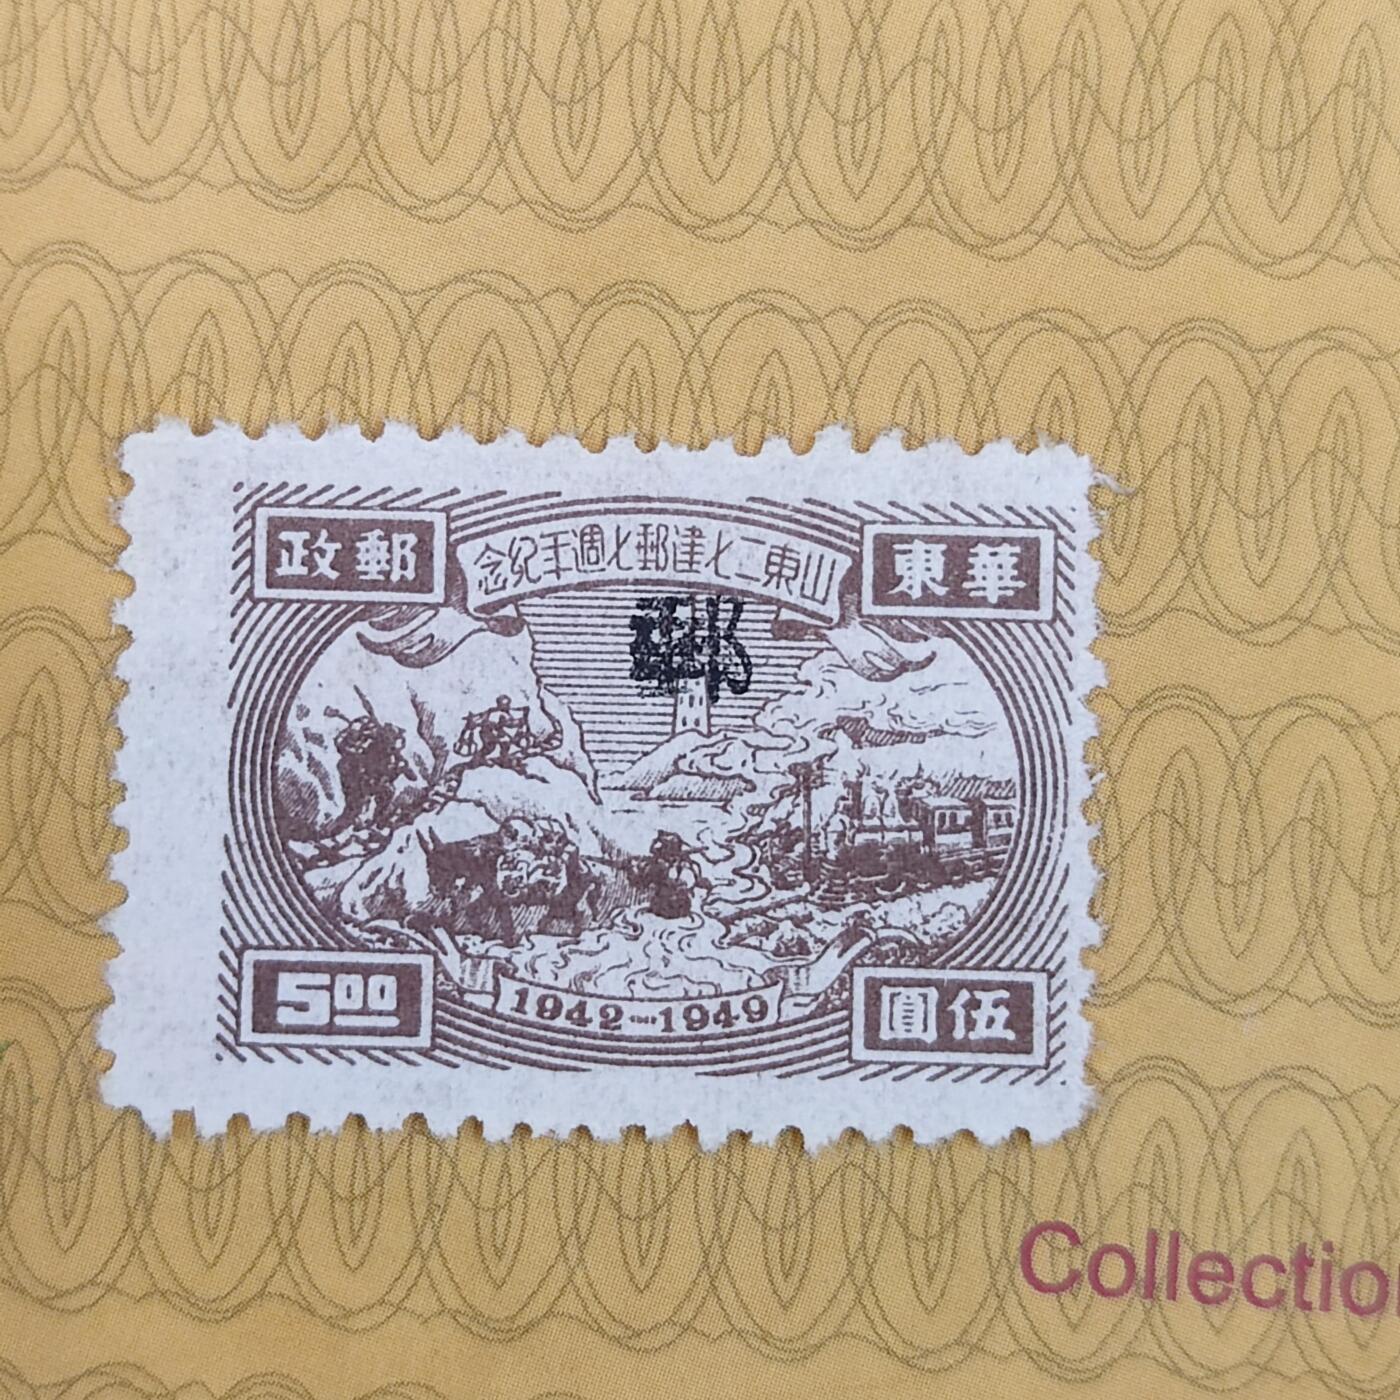 華東
郵政
山東二七建郵七週年紀念
郵
5.00
1942-1949
伍圓
Collectio